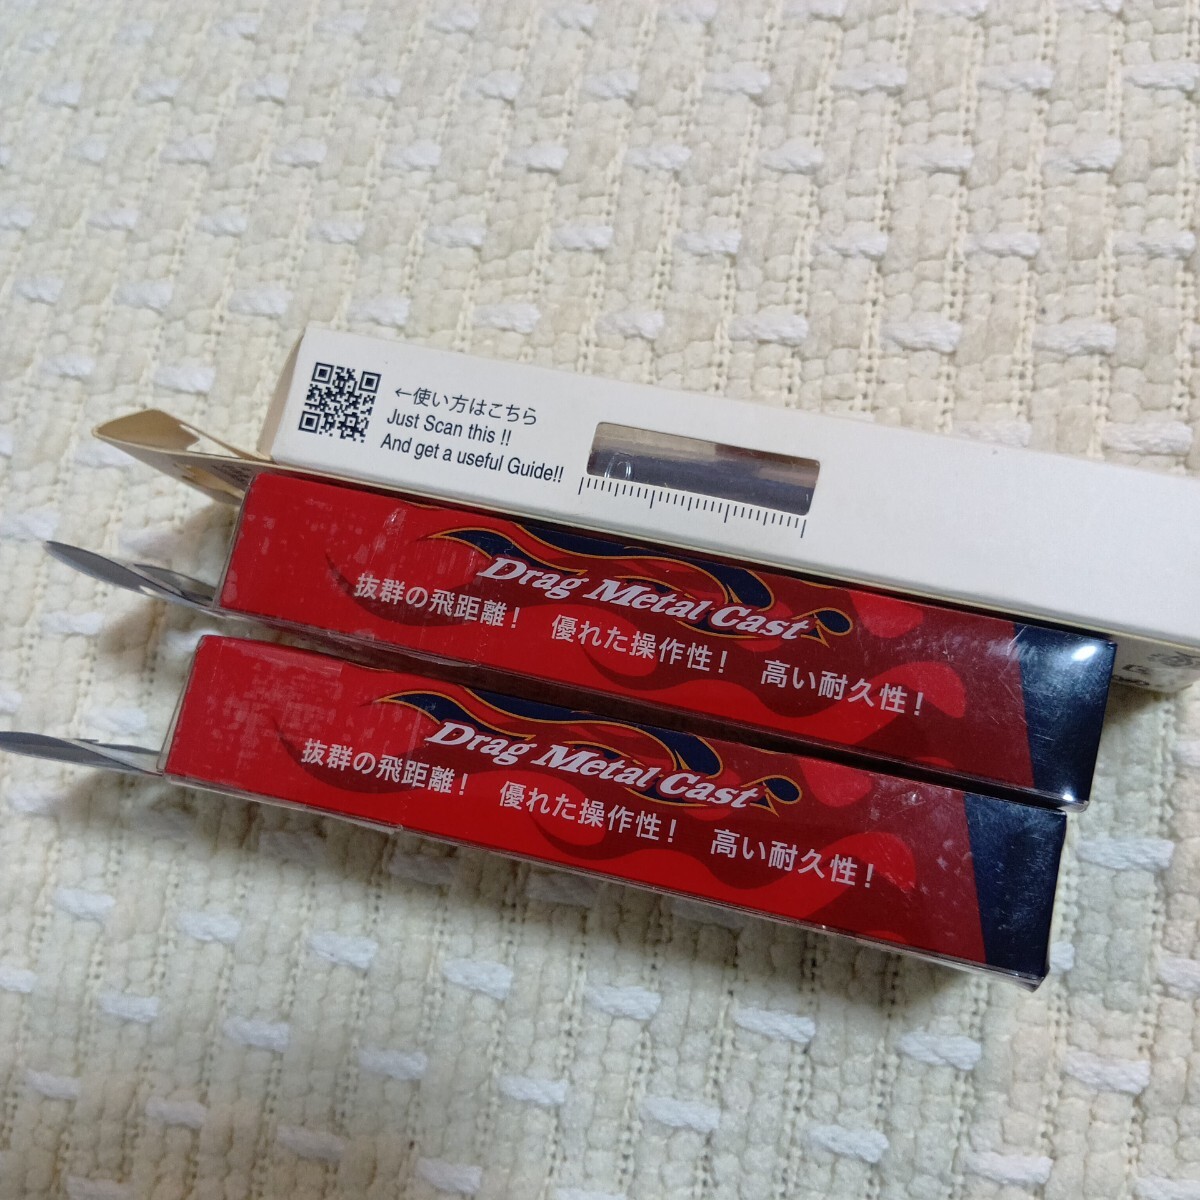 ←使い方はこちら
Just Scan this !!
And get a useful Guide!!
Drag Metal Cast
抜群の飛距離! 優れた操作性! 高い耐久性!
Drag Metal Cast
抜群の飛距離! 優れた操作性! 高い耐久性!